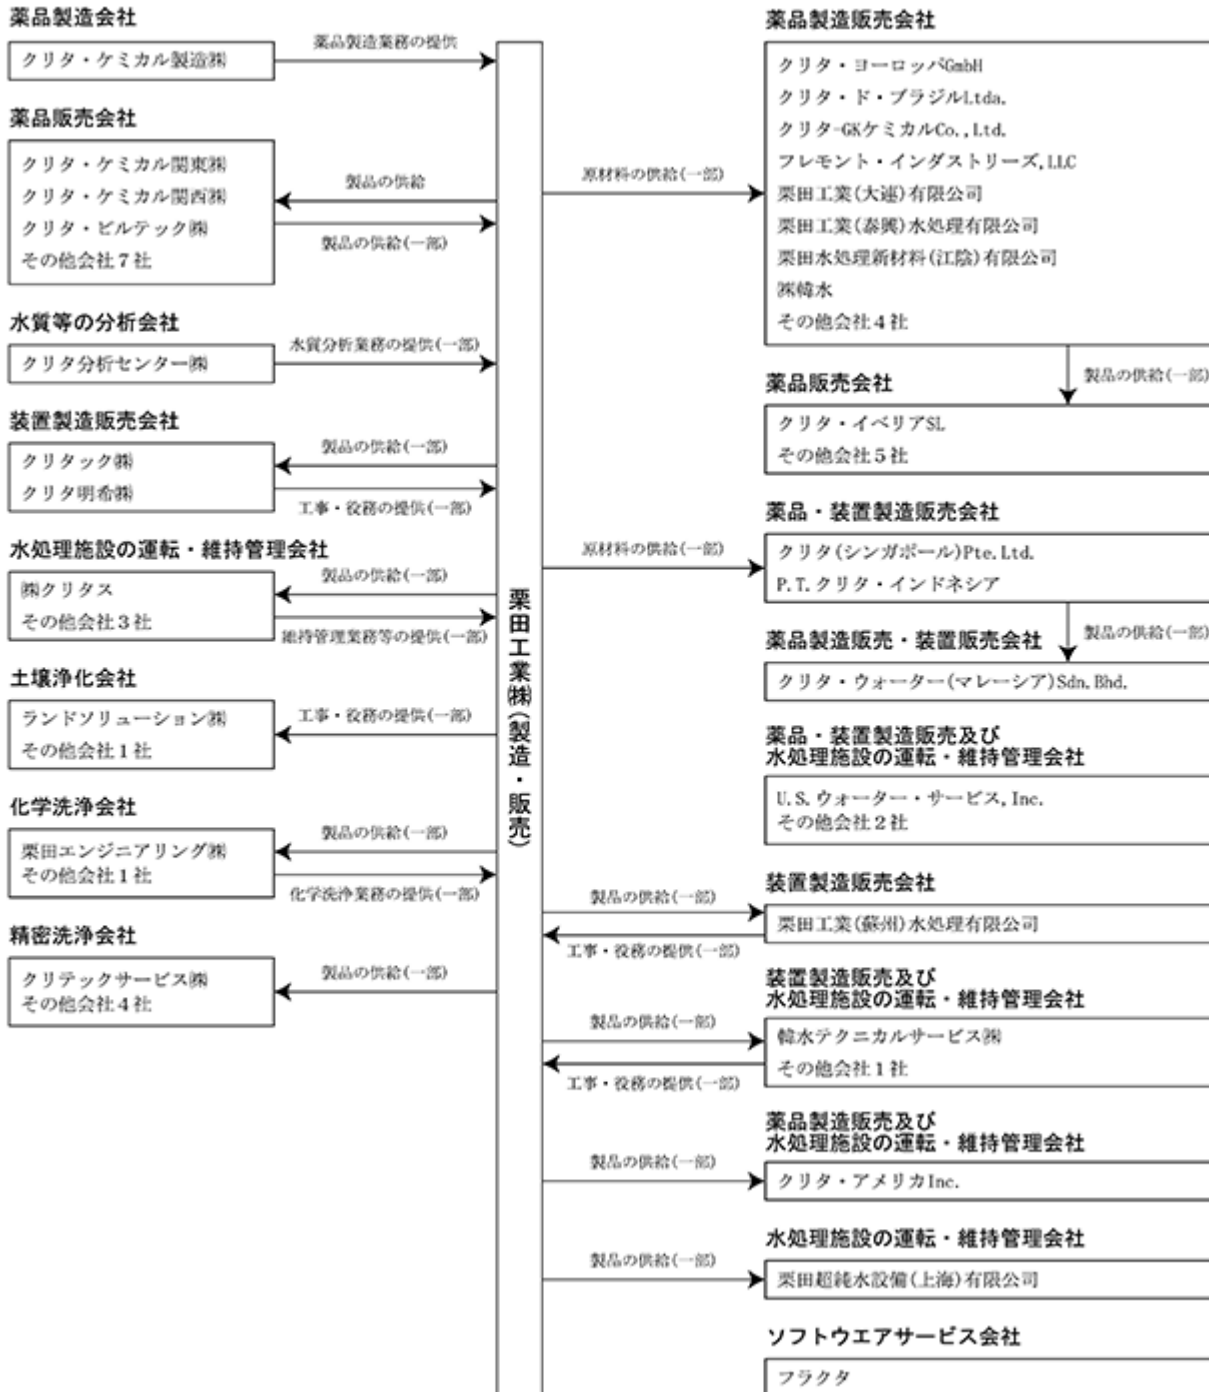 薬品製造会社
クリタ・ケミカル製造㈱
薬品製造業務の提供
薬品販売会社
クリタ・ケミカル関東㈱
クリタ・ケミカル関西㈱
クリタ・ビルテック㈱
その他会社7社
製品の供給
製品の供給(一部)
水質等の分析会社
クリタ分析センター㈱
水質分析業務の提供(一部)
装置製造販売会社
クリタック㈱
クリタ明希㈱
製品の供給(一部)
工事・役務の提供(一部)
水処理施設の運転・維持管理会社
㈱クリタス
その他会社3社
製品の供給(一部)
維持管理業務等の提供(一部)
土壌浄化会社
ランドソリューション㈱
その他会社1社
工事・役務の提供(一部)
化学洗浄会社
栗田エンジニアリング㈱
その他会社1社
製品の供給(一部)
化学洗浄業務の提供(一部)
精密洗浄会社
クリテックサービス㈱
その他会社4社
製品の供給(一部)
栗田工業㈱(製造・販売)
薬品製造販売会社
原材料の供給(一部)
クリタ・ヨーロッパGmbH
クリタ・ド・ブラジルLtda.
クリタ-GKケミカルCo.,Ltd.
フレモント・インダストリーズ,LLC
栗田工業(大連)有限公司
栗田工業(泰興)水処理有限公司
栗田水処理新材料(江陰)有限公司
㈱韓水
その他会社4社
製品の供給(一部)
薬品販売会社
クリタ・イベリアSL
その他会社5社
薬品・装置製造販売会社
原材料の供給(一部)
クリタ(シンガポール)Pte.Ltd.
P.T.クリタ・インドネシア
製品の供給(一部)
薬品製造販売・装置販売会社
クリタ・ウォーター(マレーシア)Sdn.Bhd.
薬品・装置製造販売及び
水処理施設の運転・維持管理会社
U.S.ウォーター・サービス,Inc.
その他会社2社
装置製造販売会社
製品の供給(一部)
栗田工業(蘇州)水処理有限公司
工事・役務の提供(一部)
装置製造販売及び
水処理施設の運転・維持管理会社
製品の供給(一部)
韓水テクニカルサービス㈱
その他会社1社
工事・役務の提供(一部)
薬品製造販売及び
水処理施設の運転・維持管理会社
製品の供給(一部)
クリタ・アメリカInc.
水処理施設の運転・維持管理会社
製品の供給(一部)
栗田超純水設備(上海)有限公司
ソフトウエアサービス会社
フラクタ